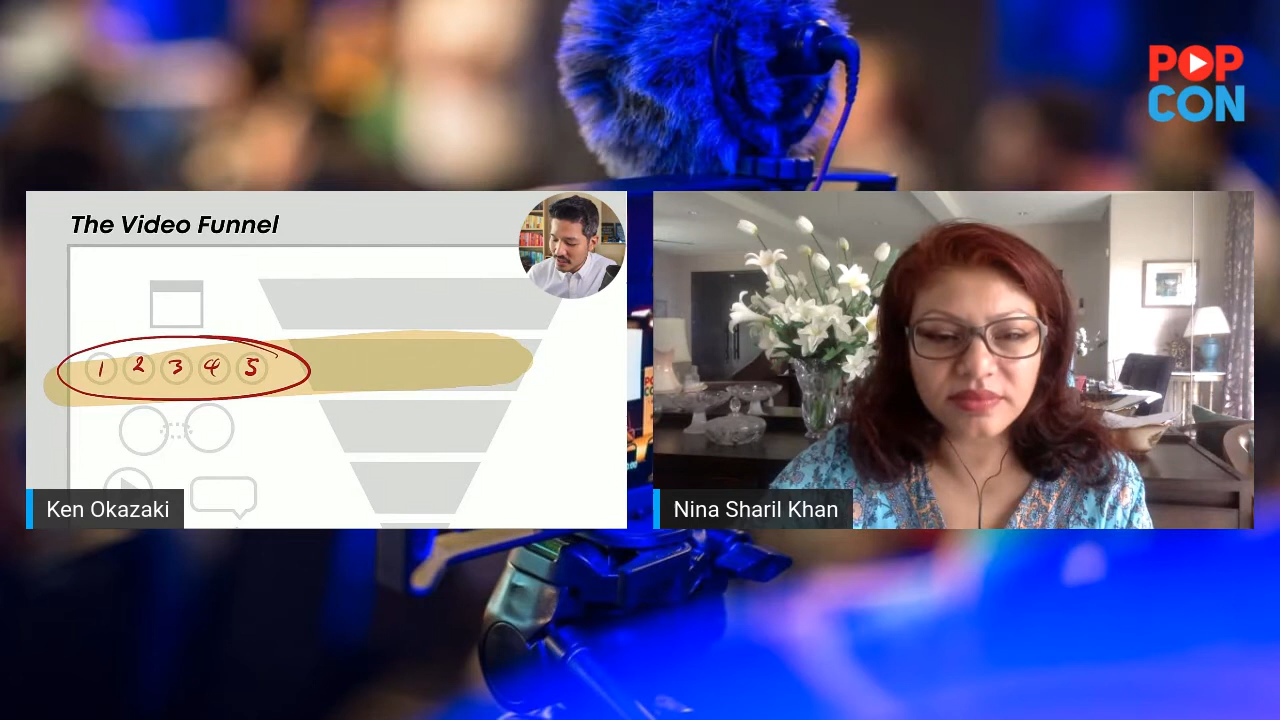 POP
CON
The Video Funnel
1 2 3 4 5
Ken Okazaki
Nina Sharil Khan